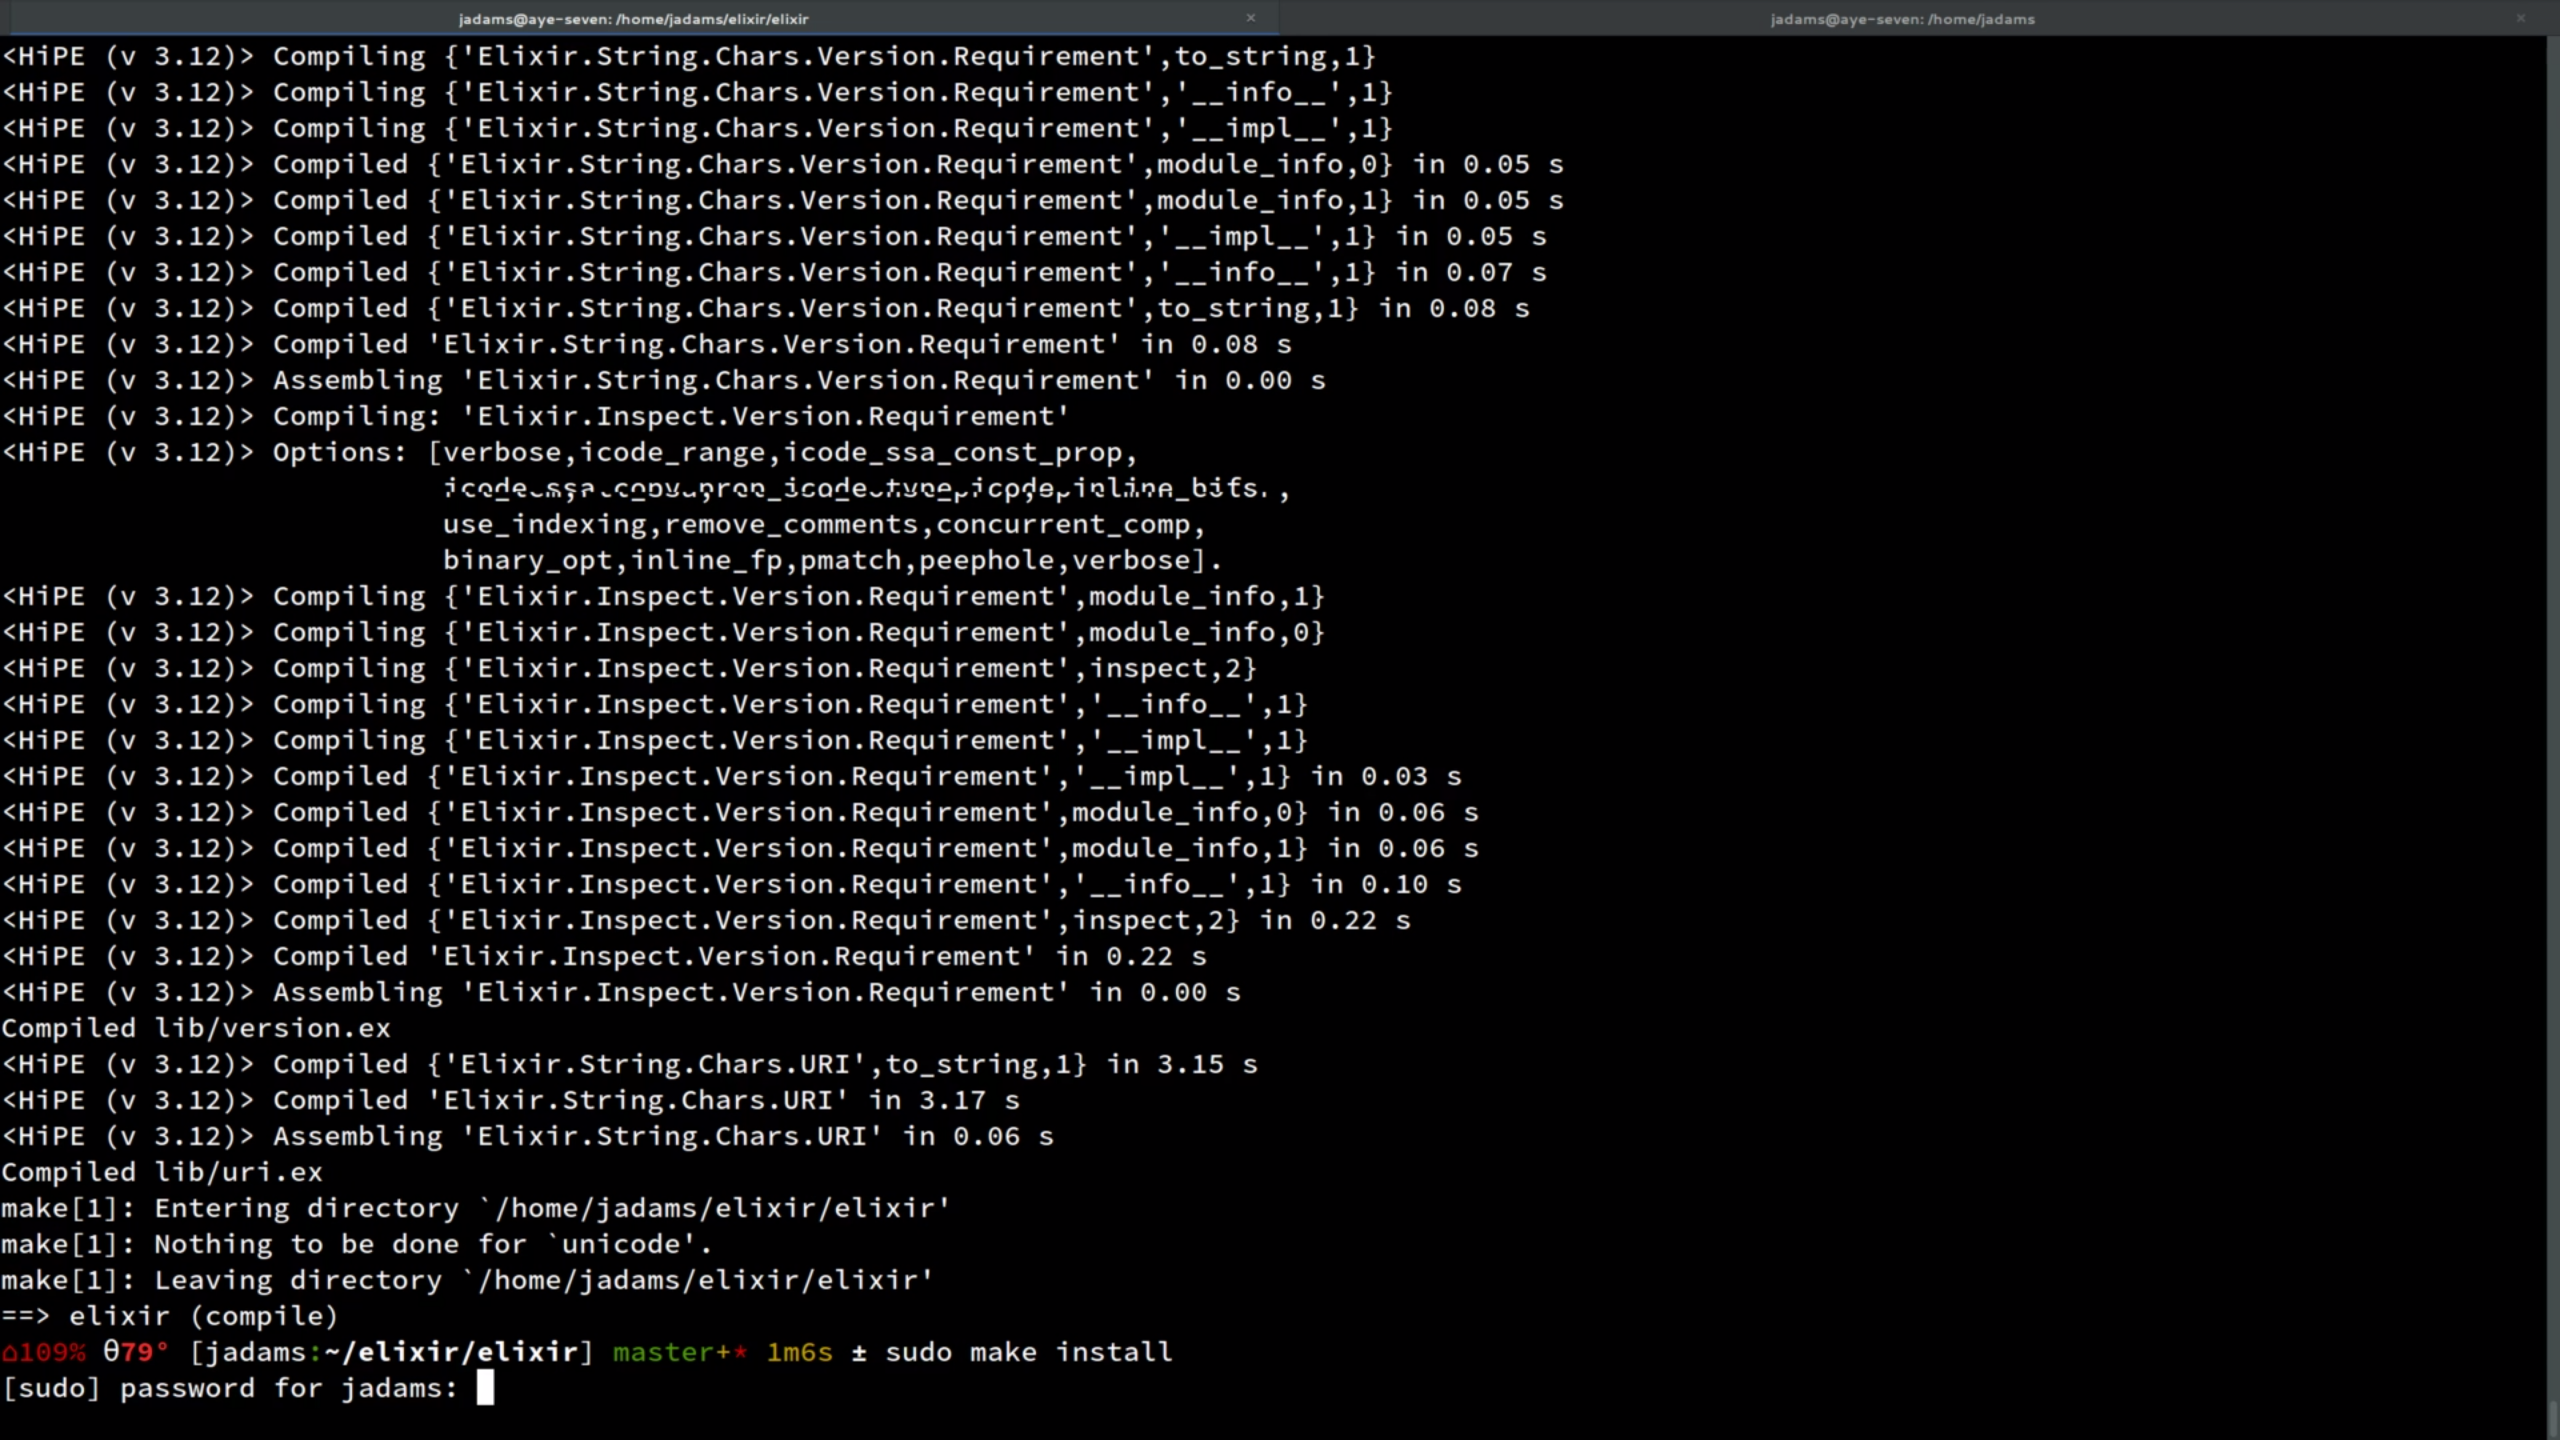 jadams@aye-seven: /home/jadams/elixir/elixir × jadams@aye-seven: /home/jadams ×
<HiPE (v 3.12)> Compiling {'Elixir.String.Chars.Version.Requirement',to_string,1}
<HiPE (v 3.12)> Compiling {'Elixir.String.Chars.Version.Requirement','__info__',1}
<HiPE (v 3.12)> Compiling {'Elixir.String.Chars.Version.Requirement','__impl__',1}
<HiPE (v 3.12)> Compiled {'Elixir.String.Chars.Version.Requirement',module_info,0} in 0.05 s
<HiPE (v 3.12)> Compiled {'Elixir.String.Chars.Version.Requirement',module_info,1} in 0.05 s
<HiPE (v 3.12)> Compiled {'Elixir.String.Chars.Version.Requirement','__impl__',1} in 0.05 s
<HiPE (v 3.12)> Compiled {'Elixir.String.Chars.Version.Requirement','__info__',1} in 0.07 s
<HiPE (v 3.12)> Compiled {'Elixir.String.Chars.Version.Requirement',to_string,1} in 0.08 s
<HiPE (v 3.12)> Compiled 'Elixir.String.Chars.Version.Requirement' in 0.08 s
<HiPE (v 3.12)> Assembling 'Elixir.String.Chars.Version.Requirement' in 0.00 s
<HiPE (v 3.12)> Compiling: 'Elixir.Inspect.Version.Requirement'
<HiPE (v 3.12)> Options: [verbose,icode_range,icode_ssa_const_prop,
icode_ssa_copy_prop,icode_type,icode_inline_bifs,
use_indexing,remove_comments,concurrent_comp,
binary_opt,inline_fp,pmatch,peephole,verbose].
<HiPE (v 3.12)> Compiling {'Elixir.Inspect.Version.Requirement',module_info,1}
<HiPE (v 3.12)> Compiling {'Elixir.Inspect.Version.Requirement',module_info,0}
<HiPE (v 3.12)> Compiling {'Elixir.Inspect.Version.Requirement',inspect,2}
<HiPE (v 3.12)> Compiling {'Elixir.Inspect.Version.Requirement','__info__',1}
<HiPE (v 3.12)> Compiling {'Elixir.Inspect.Version.Requirement','__impl__',1}
<HiPE (v 3.12)> Compiled {'Elixir.Inspect.Version.Requirement','__impl__',1} in 0.03 s
<HiPE (v 3.12)> Compiled {'Elixir.Inspect.Version.Requirement',module_info,0} in 0.06 s
<HiPE (v 3.12)> Compiled {'Elixir.Inspect.Version.Requirement',module_info,1} in 0.06 s
<HiPE (v 3.12)> Compiled {'Elixir.Inspect.Version.Requirement','__info__',1} in 0.10 s
<HiPE (v 3.12)> Compiled {'Elixir.Inspect.Version.Requirement',inspect,2} in 0.22 s
<HiPE (v 3.12)> Compiled 'Elixir.Inspect.Version.Requirement' in 0.22 s
<HiPE (v 3.12)> Assembling 'Elixir.Inspect.Version.Requirement' in 0.00 s
Compiled lib/version.ex
<HiPE (v 3.12)> Compiled {'Elixir.String.Chars.URI',to_string,1} in 3.15 s
<HiPE (v 3.12)> Compiled 'Elixir.String.Chars.URI' in 3.17 s
<HiPE (v 3.12)> Assembling 'Elixir.String.Chars.URI' in 0.06 s
Compiled lib/uri.ex
make[1]: Entering directory `/home/jadams/elixir/elixir'
make[1]: Nothing to be done for `unicode'.
make[1]: Leaving directory `/home/jadams/elixir/elixir'
==> elixir (compile)
⌂109% θ79° [jadams:~/elixir/elixir] master+* 1m6s ± sudo make install
[sudo] password for jadams: